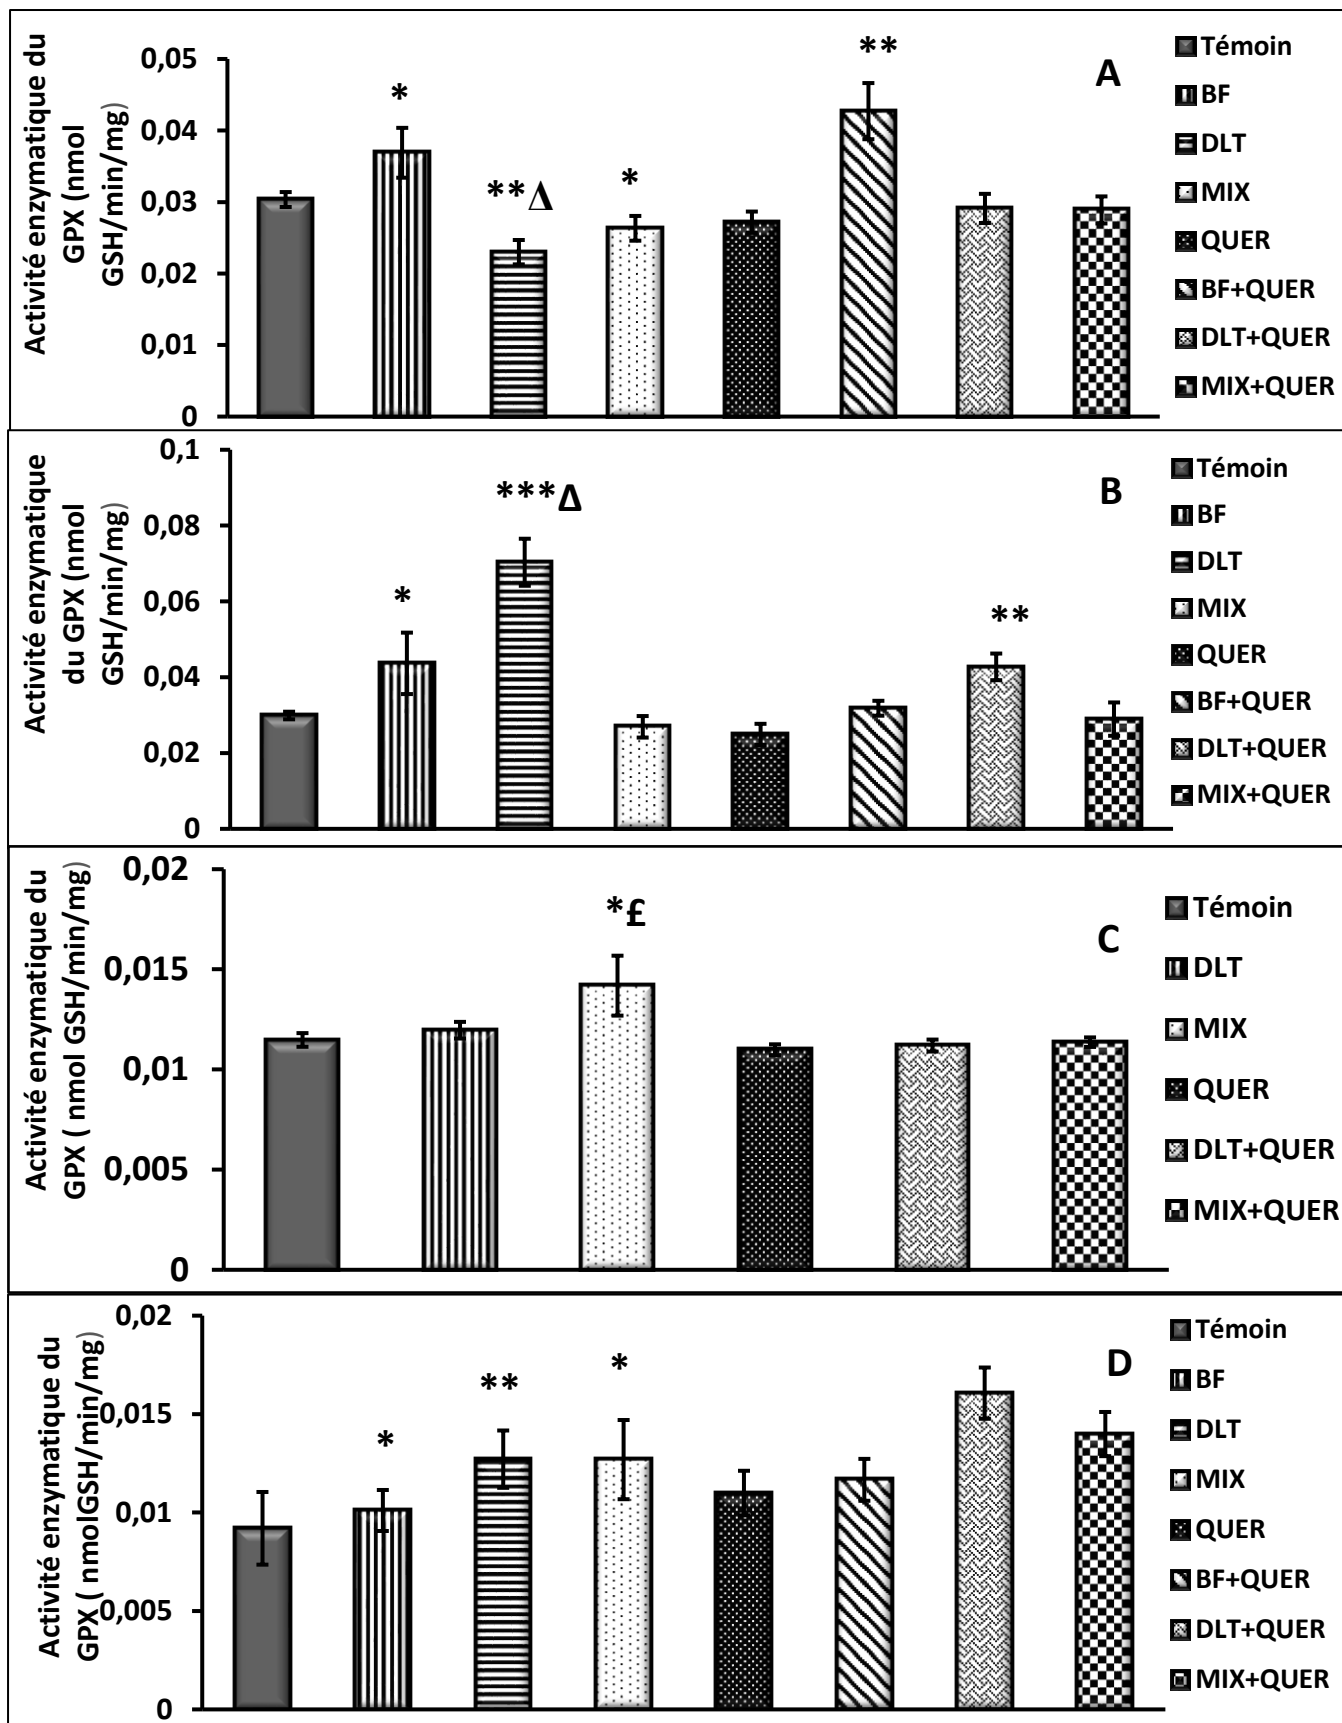 Activité enzymatique du
GPX (nmol
GSH/min/mg)
0,05
0,04
0,03
0,02
0,01
0
*
**Δ
*
**
A
Témoin
BF
DLT
MIX
QUER
BF+QUER
DLT+QUER
MIX+QUER
Activité enzymatique
du GPX (nmol
GSH/min/mg)
0,1
0,08
0,06
0,04
0,02
0
*
***Δ
**
B
Témoin
BF
DLT
MIX
QUER
BF+QUER
DLT+QUER
MIX+QUER
Activité enzymatique du
GPX ( nmol GSH/min/mg)
0,02
0,015
0,01
0,005
0
*£
C
Témoin
DLT
MIX
QUER
DLT+QUER
MIX+QUER
Activité enzymatique du
GPX ( nmolGSH/min/mg)
0,02
0,015
0,01
0,005
0
*
**
*
D
Témoin
BF
DLT
MIX
QUER
BF+QUER
DLT+QUER
MIX+QUER